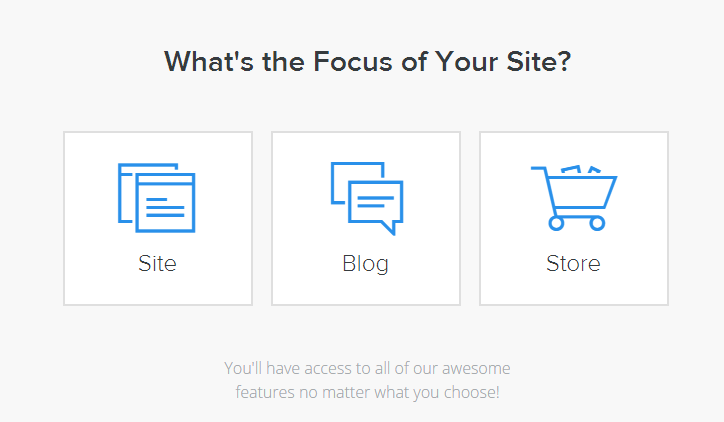 What's the Focus of Your Site?
Site
Blog
Store
You'll have access to all of our awesome
features no matter what you choose!